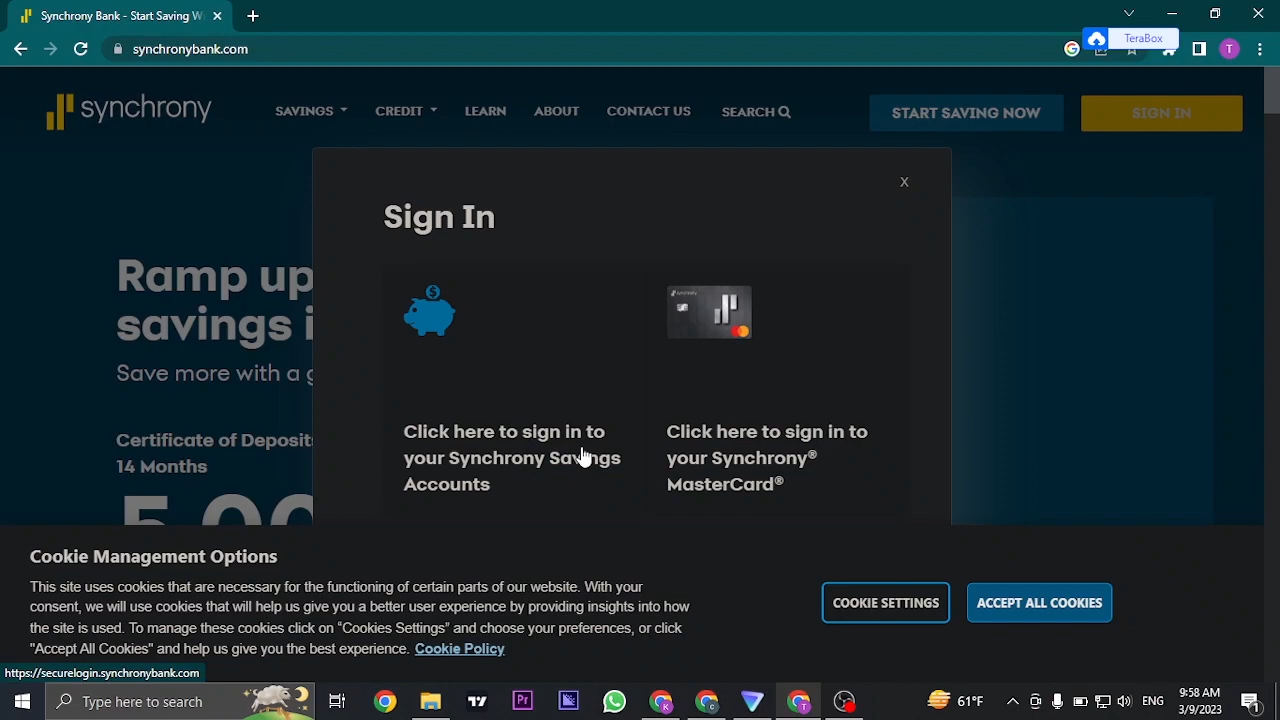 Synchrony Bank - Start Saving W
TeraBox
synchronybank.com
T
synchrony
SAVINGS
CREDIT
LEARN
ABOUT
CONTACT US
SEARCH
START SAVING NOW
SIGN IN
X
Sign In
Ramp up
savings i
Save more with a g
Certificate of Deposit
14 Months
5.00
Click here to sign in to
your Synchrony Savings
Accounts
synchrony
Click here to sign in to
your Synchrony®
MasterCard®
Cookie Management Options
This site uses cookies that are necessary for the functioning of certain parts of our website. With your
consent, we will use cookies that will help us give you a better user experience by providing insights into how
the site is used. To manage these cookies click on “Cookies Settings” and choose your preferences, or click
"Accept All Cookies” and help us give you the best experience. Cookie Policy
COOKIE SETTINGS
ACCEPT ALL COOKIES
https://securelogin.synchronybank.com
Type here to search
Pr
K
C
T
61°F
ENG
9:58 AM
3/9/2023
1